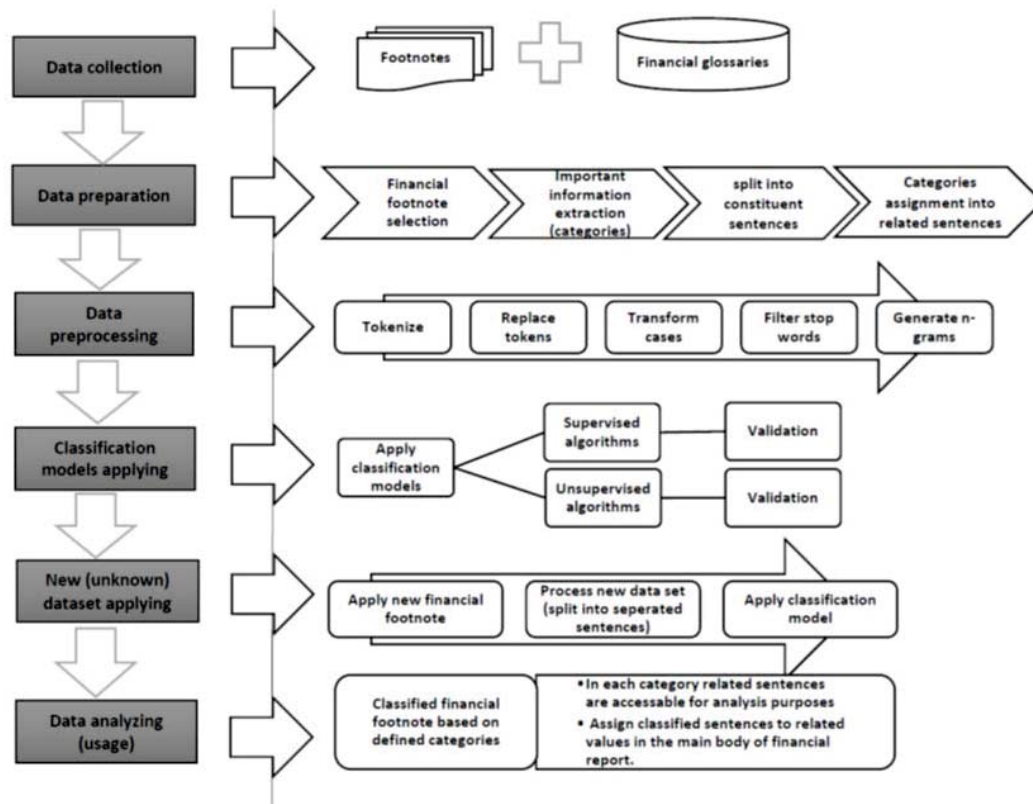 Data collection
Footnotes
Financial glossaries
Data preparation
Financial
footnote
selection
Important
information
extraction
(categories)
split into
constituent
sentences
Categories
assignment into
related sentences
Data
preprocessing
Tokenize
Replace
tokens
Transform
cases
Filter stop
words
Generate n-
grams
Classification
models applying
Apply
classification
models
Supervised
algorithms
Validation
Unsupervised
algorithms
Validation
New (unknown)
dataset applying
Apply new financial
footnote
Process new data set
(split into seperated
sentences)
Apply classification
model
Data analyzing
(usage)
Classified financial
footnote based on
defined categories
• In each category related sentences
are accessable for analysis purposes
• Assign classified sentences to related
values in the main body of financial
report.